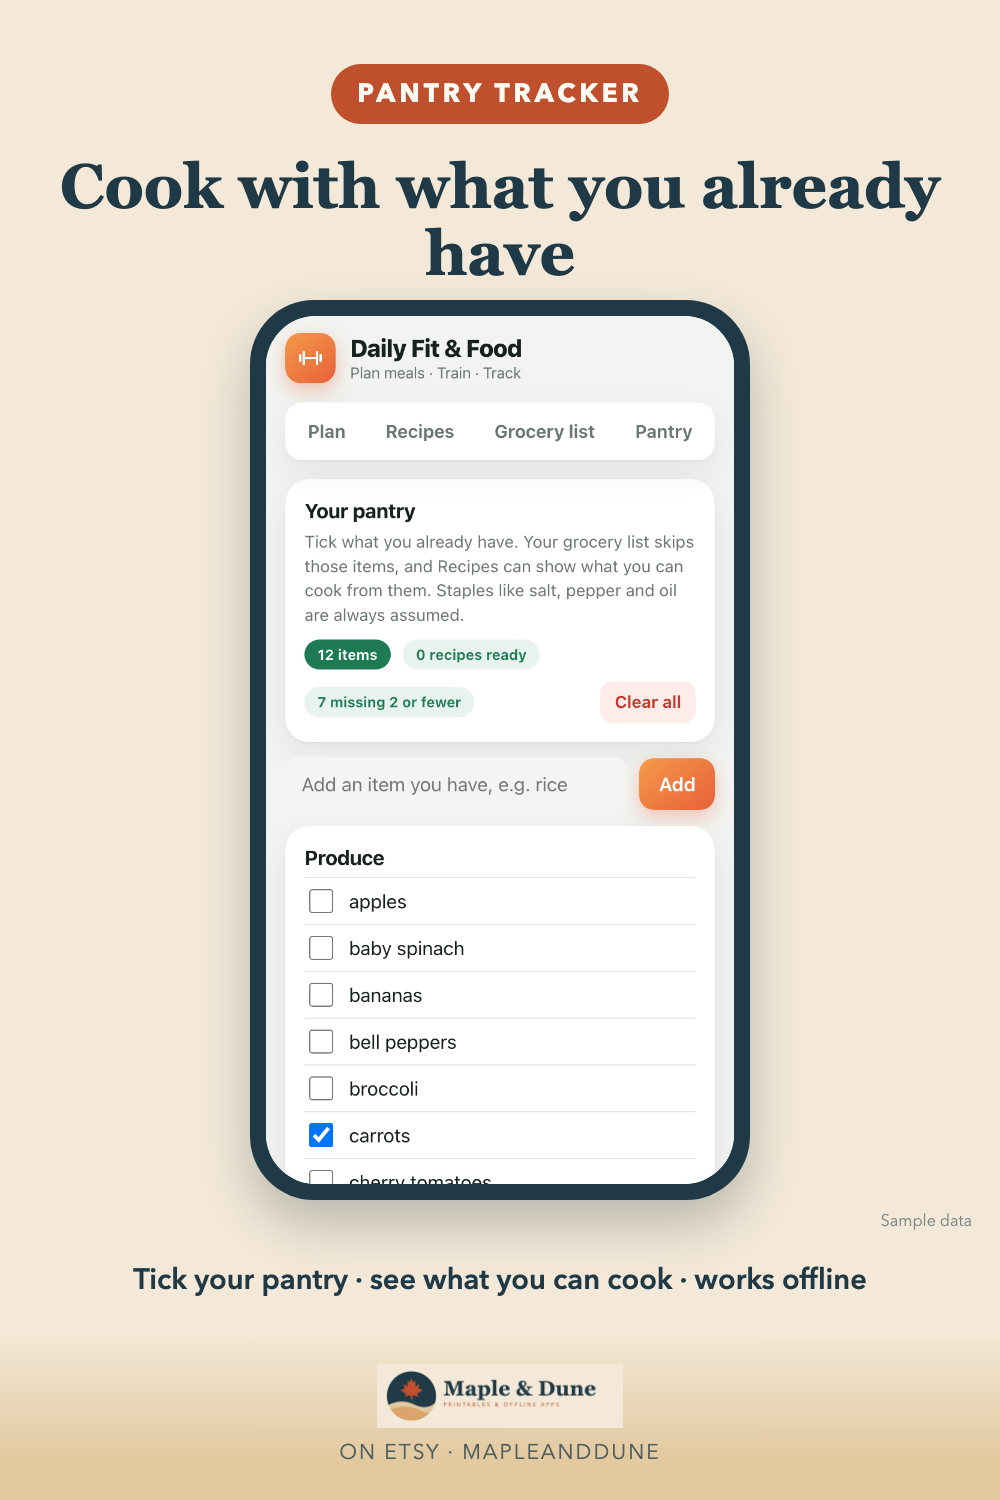 PANTRY TRACKER
Cook with what you already
have
Daily Fit & Food
Plan meals · Train · Track
Plan Recipes Grocery list Pantry
Your pantry
Tick what you already have. Your grocery list skips
those items, and Recipes can show what you can
cook from them. Staples like salt, pepper and oil
are always assumed.
12 items 0 recipes ready
7 missing 2 or fewer Clear all
Add an item you have, e.g. rice Add
Produce
apples
baby spinach
bananas
bell peppers
broccoli
carrots
cherry tomatoes
Sample data
Tick your pantry · see what you can cook · works offline
Maple & Dune
PRINTABLES & OFFLINE APPS
ON ETSY · MAPLEANDDUNE